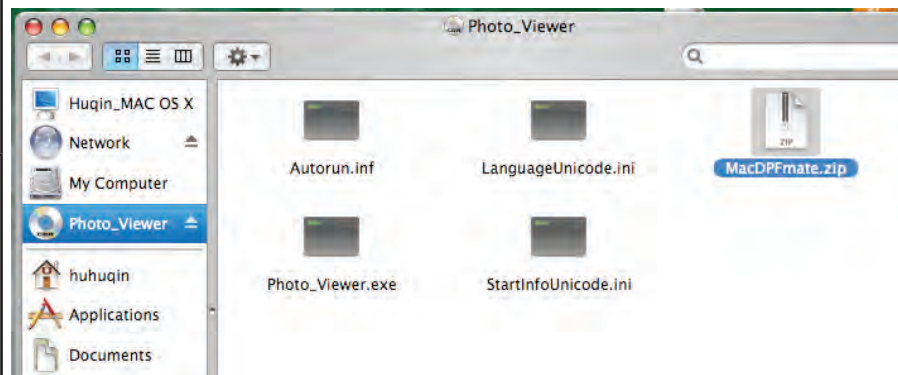 Photo_Viewer
Huqin_MAC OS X
Network
My Computer
Photo_Viewer
huhuqin
Applications
Documents
Autorun.inf
LanguageUnicode.ini
ZIP
MacDPFmate.zip
Photo_Viewer.exe
StartInfoUnicode.ini